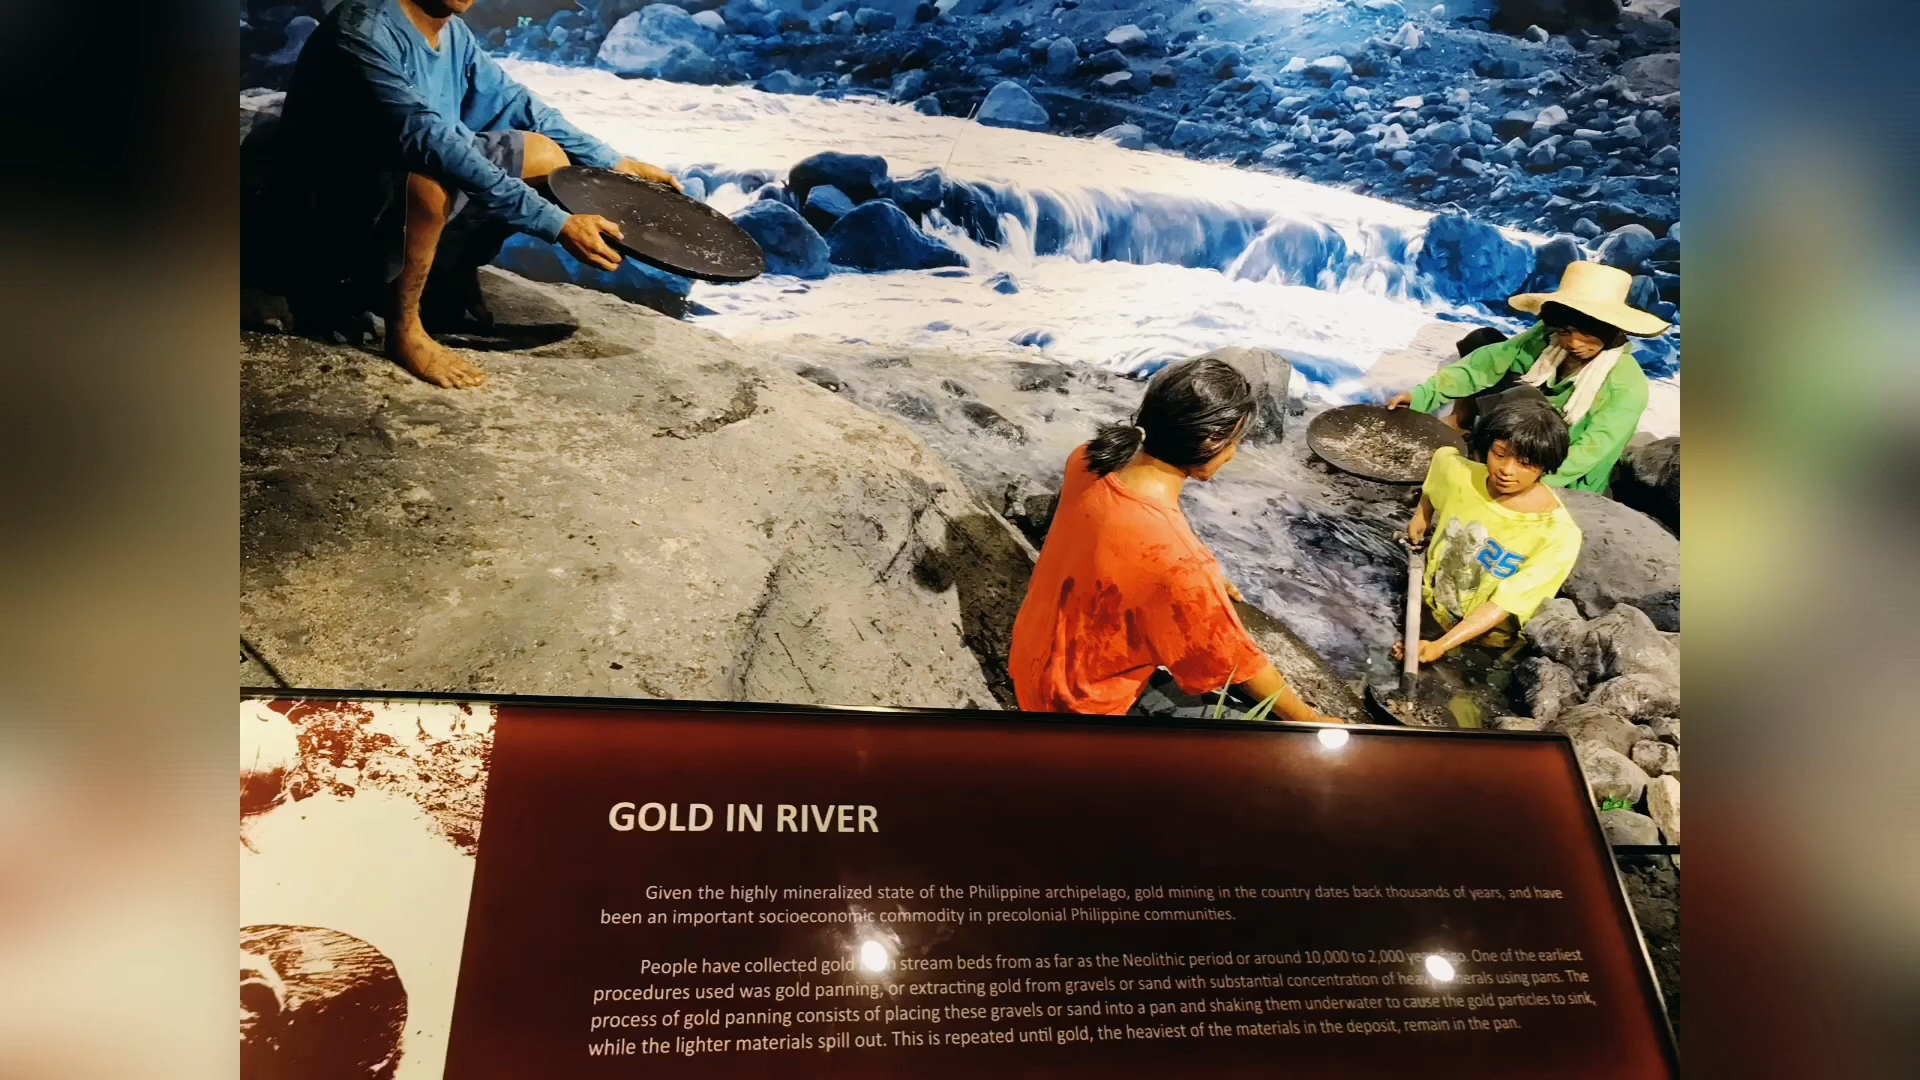 25
GOLD IN RIVER
Given the highly mineralized state of the Philippine archipelago, gold mining in the country dates back thousands of years, and have
been an important socioeconomic commodity in precolonial Philippine communities.
People have collected gold stream beds from as far as the Neolithic period or around 10,000 to 2,000 One of the earliest
procedures used was gold panning, or extracting gold from gravels or sand with substantial concentration of using pans. The
process of gold panning consists of placing these gravels or sand into a pan and shaking them underwater to cause the gold particles to sink,
while the lighter materials spill out. This is repeated until gold, the heaviest of the materials in the deposit, remain in the pan.